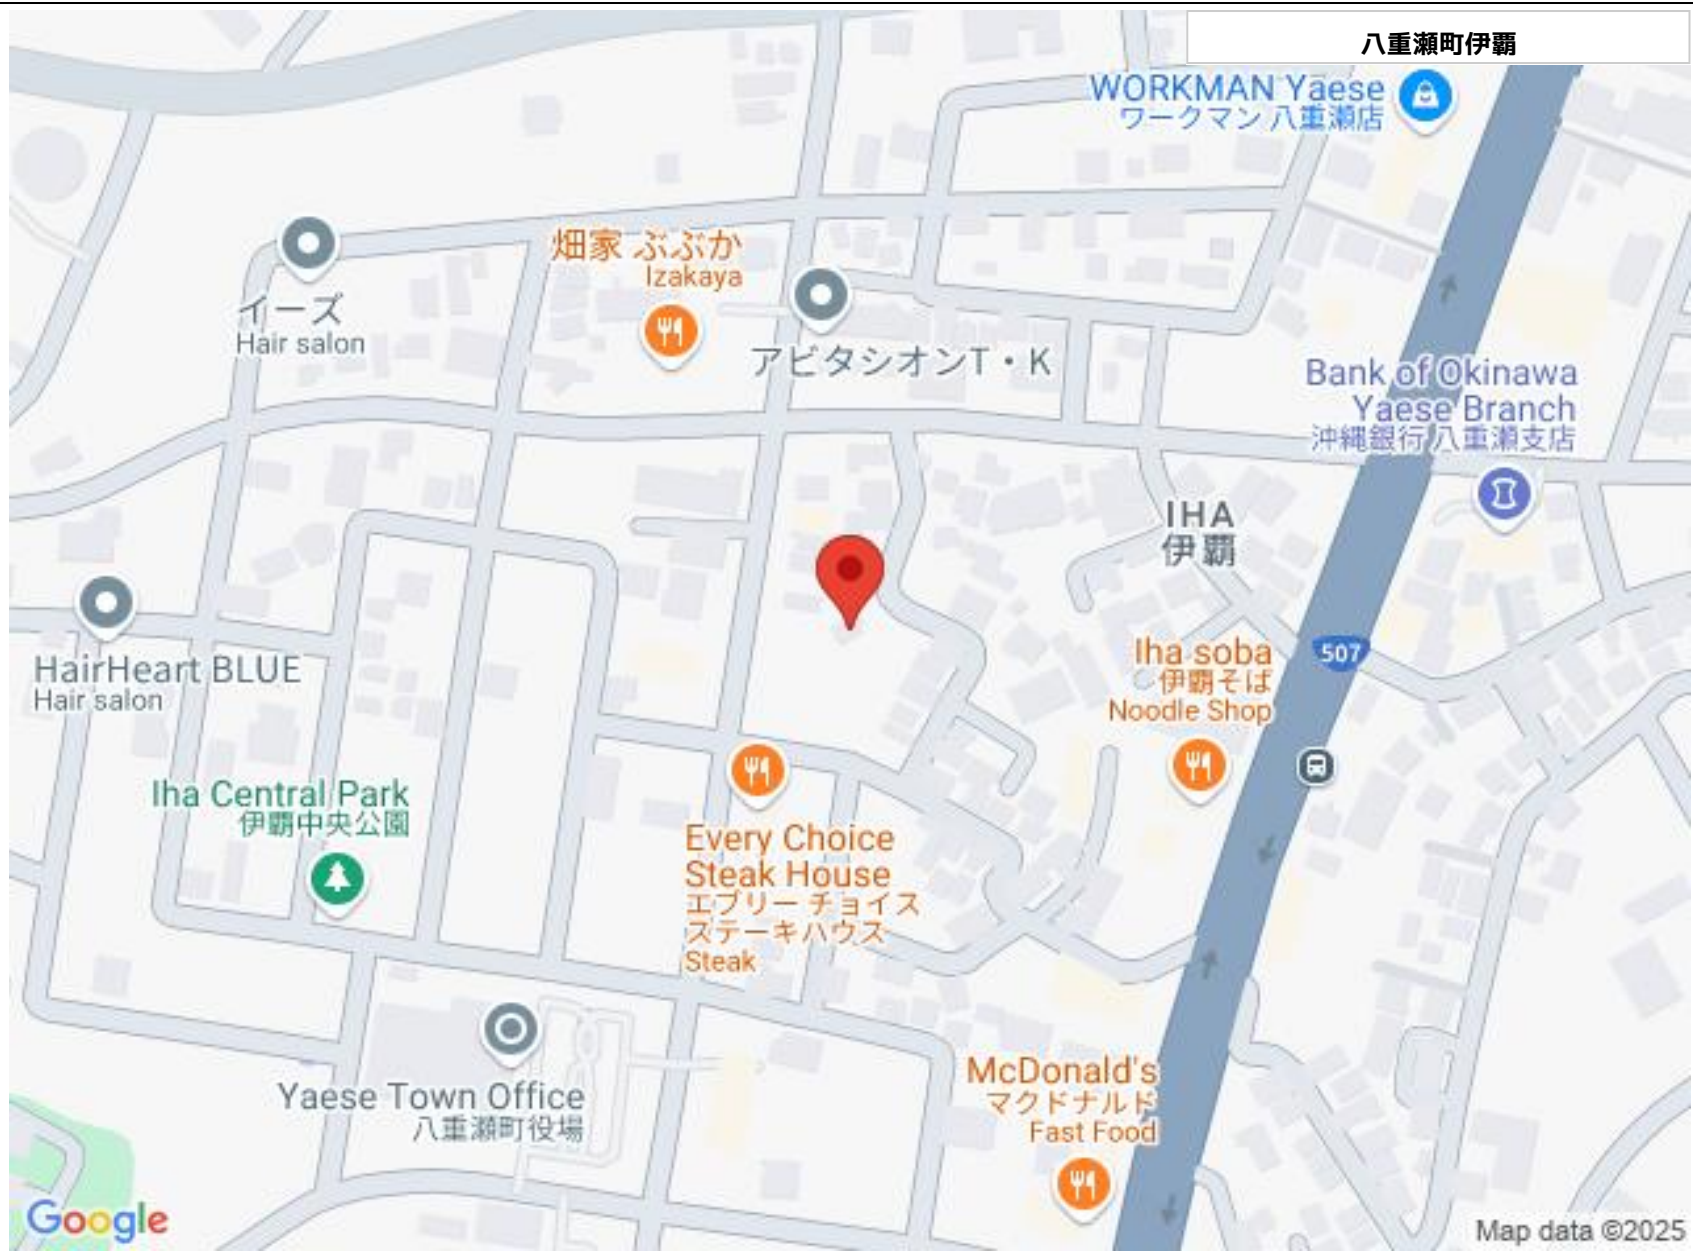 八重瀬町伊覇
WORKMAN Yaese
ワークマン 八重瀬店
畑家 ぶぶか
Izakaya
イーズ
Hair salon
アビタシオンT・K
Bank of Okinawa
Yaese Branch
沖縄銀行 八重瀬支店
IHA
伊覇
507
HairHeart BLUE
Hair salon
Iha soba
伊覇そば
Noodle Shop
Iha Central Park
伊覇中央公園
Every Choice
Steak House
エブリー チョイス
ステーキハウス
Steak
Yaese Town Office
八重瀬町役場
McDonald's
マクドナルド
Fast Food
Google
Map data ©2025